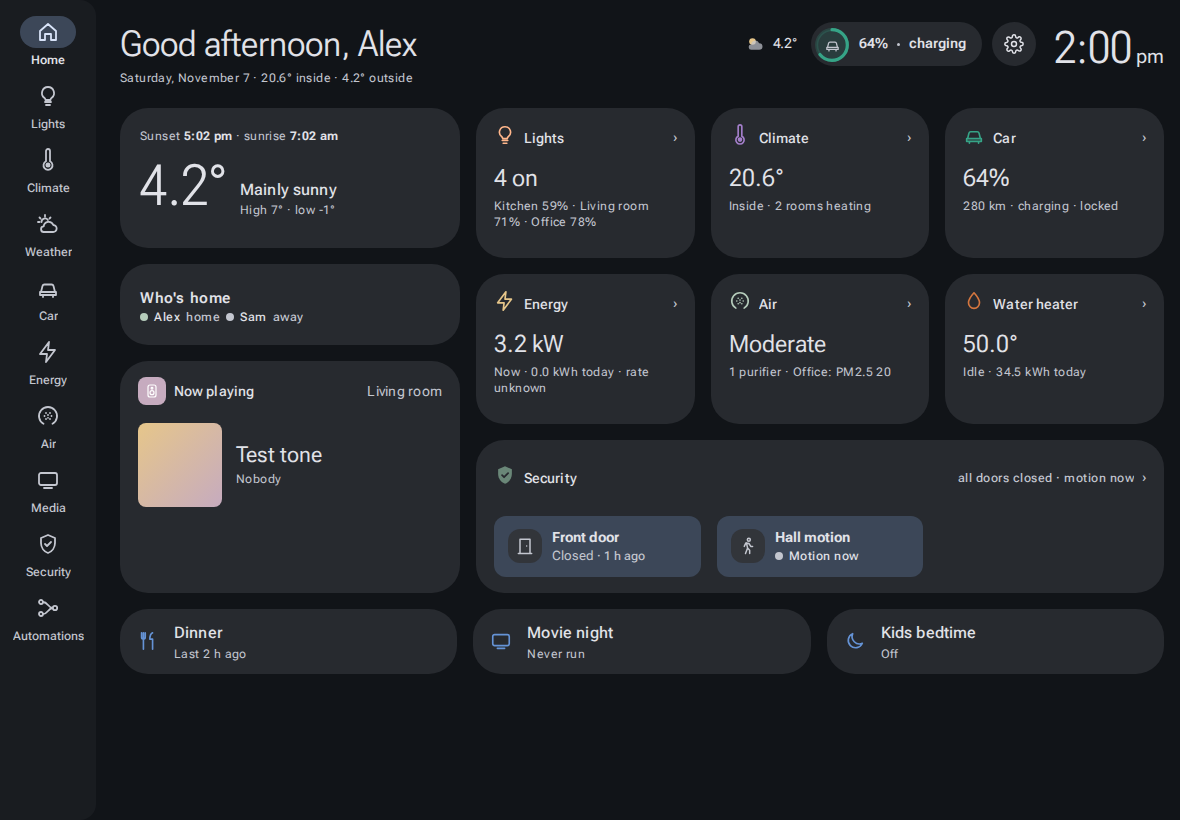 Home
Lights
Climate
Weather
Car
Energy
Air
Media
Security
Automations
Good afternoon, Alex
Saturday, November 7 · 20.6° inside · 4.2° outside
4.2°
64% · charging
2:00 pm
Sunset 5:02 pm · sunrise 7:02 am
4.2°
Mainly sunny
High 7° · low -1°
Who's home
Alex home Sam away
Now playing
Living room
Test tone
Nobody
Lights ›
4 on
Kitchen 59% · Living room
71% · Office 78%
Climate ›
20.6°
Inside · 2 rooms heating
Car ›
64%
280 km · charging · locked
Energy ›
3.2 kW
Now · 0.0 kWh today · rate
unknown
Air ›
Moderate
1 purifier · Office: PM2.5 20
Water heater ›
50.0°
Idle · 34.5 kWh today
Security
all doors closed · motion now ›
Front door
Closed · 1 h ago
Hall motion
Motion now
Dinner
Last 2 h ago
Movie night
Never run
Kids bedtime
Off